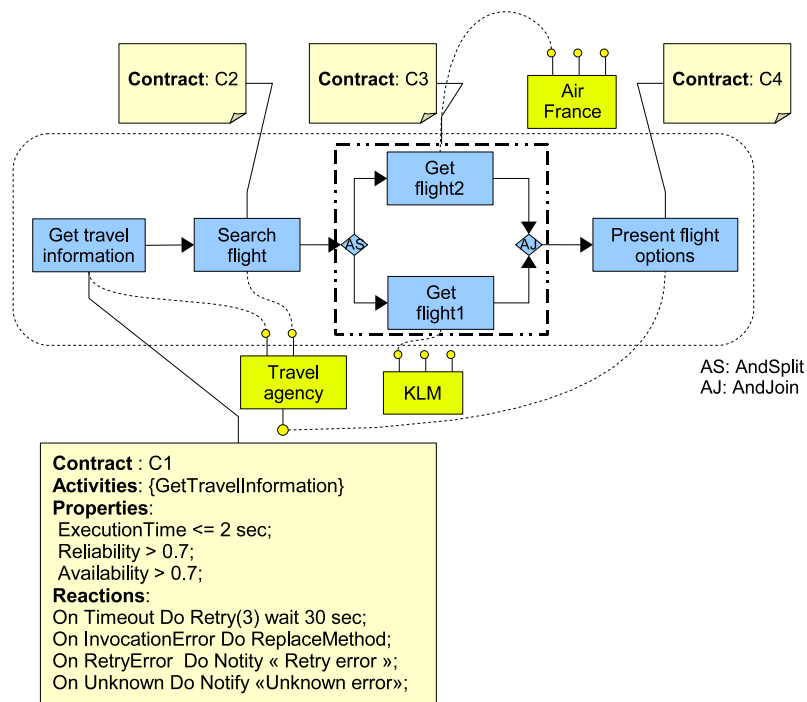 Contract: C2
Contract: C3
Air
France
Contract: C4
Get
flight2
Get travel
information
Search
flight
AS
AJ
Present flight
options
Get
flight1
Travel
agency
KLM
AS: AndSplit
AJ: AndJoin
Contract : C1
Activities: {GetTravelInformation}
Properties:
ExecutionTime <= 2 sec;
Reliability > 0.7;
Availability > 0.7;
Reactions:
On Timeout Do Retry(3) wait 30 sec;
On InvocationError Do ReplaceMethod;
On RetryError Do Notity « Retry error »;
On Unknown Do Notify «Unknown error»;